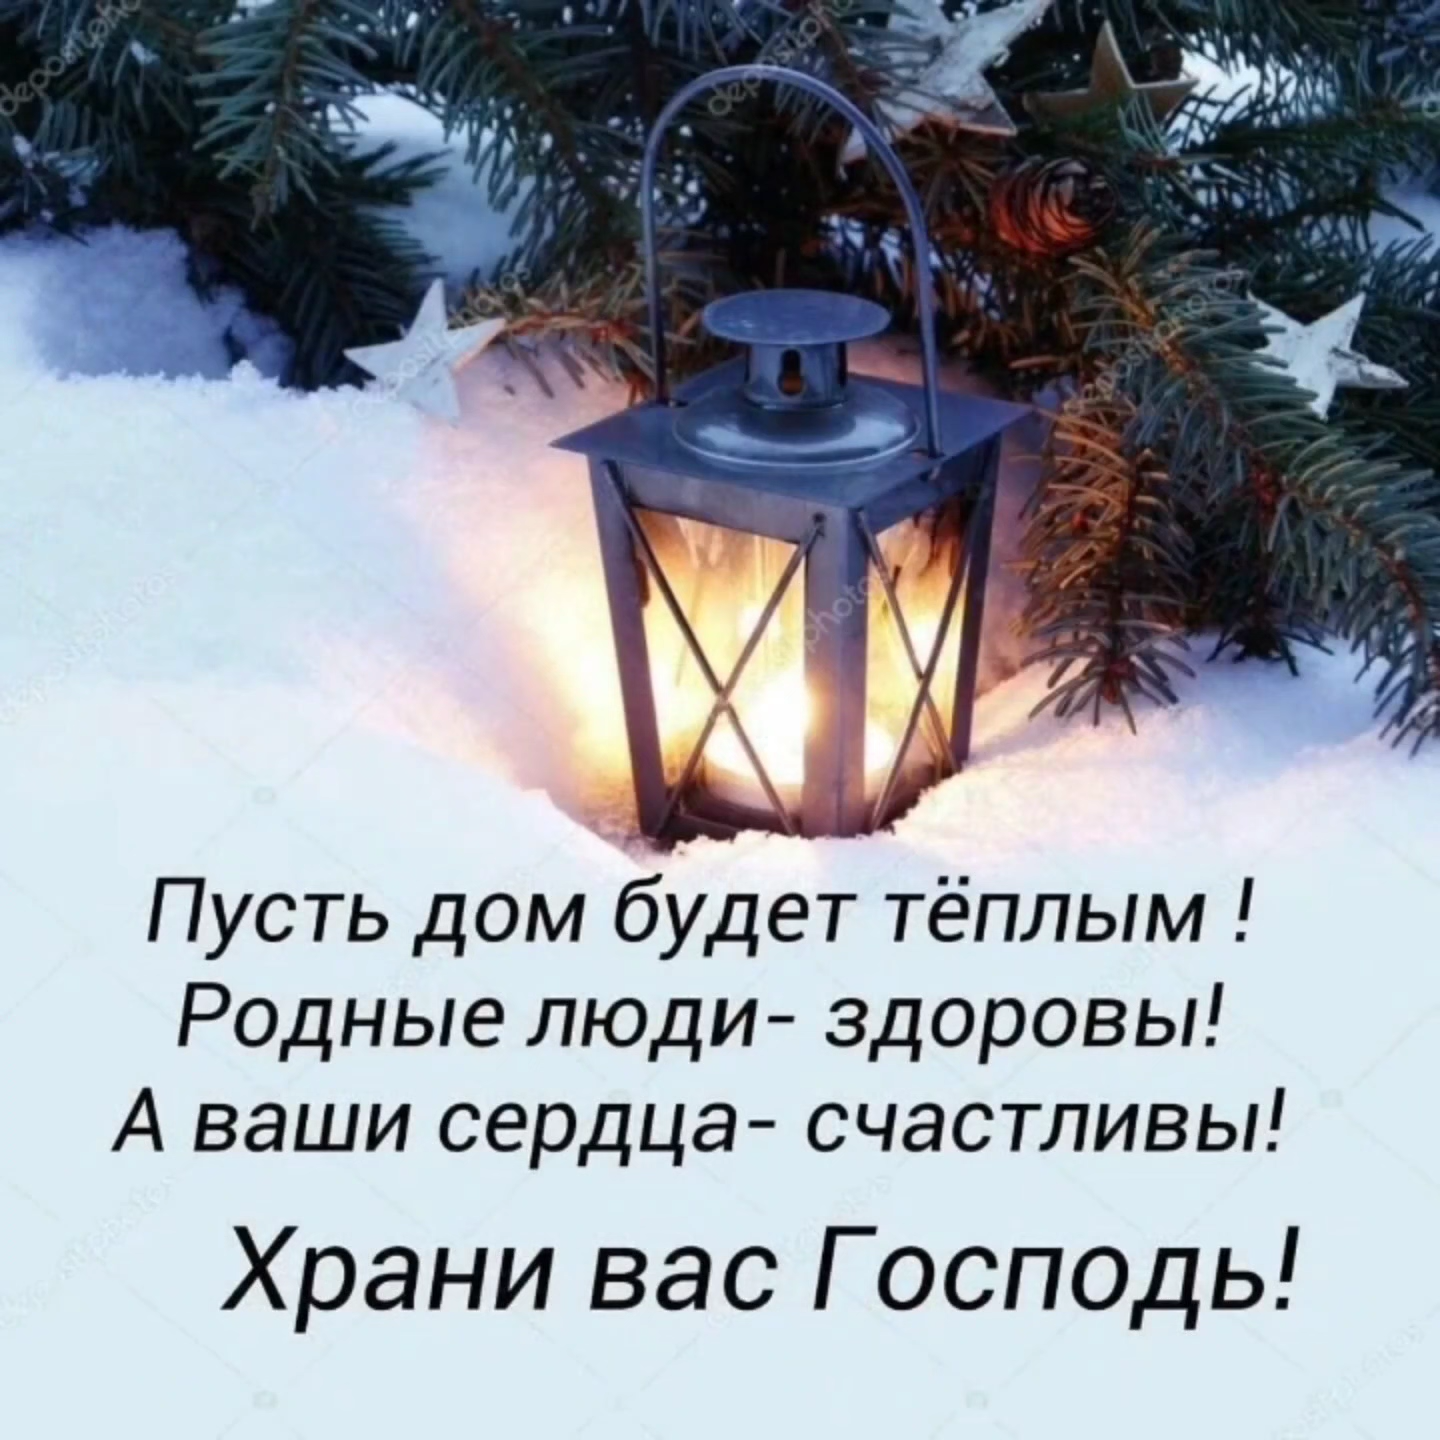 Пусть дом будет тёплым !
Родные люди- здоровы!
А ваши сердца- счастливы!
Храни вас Господь!